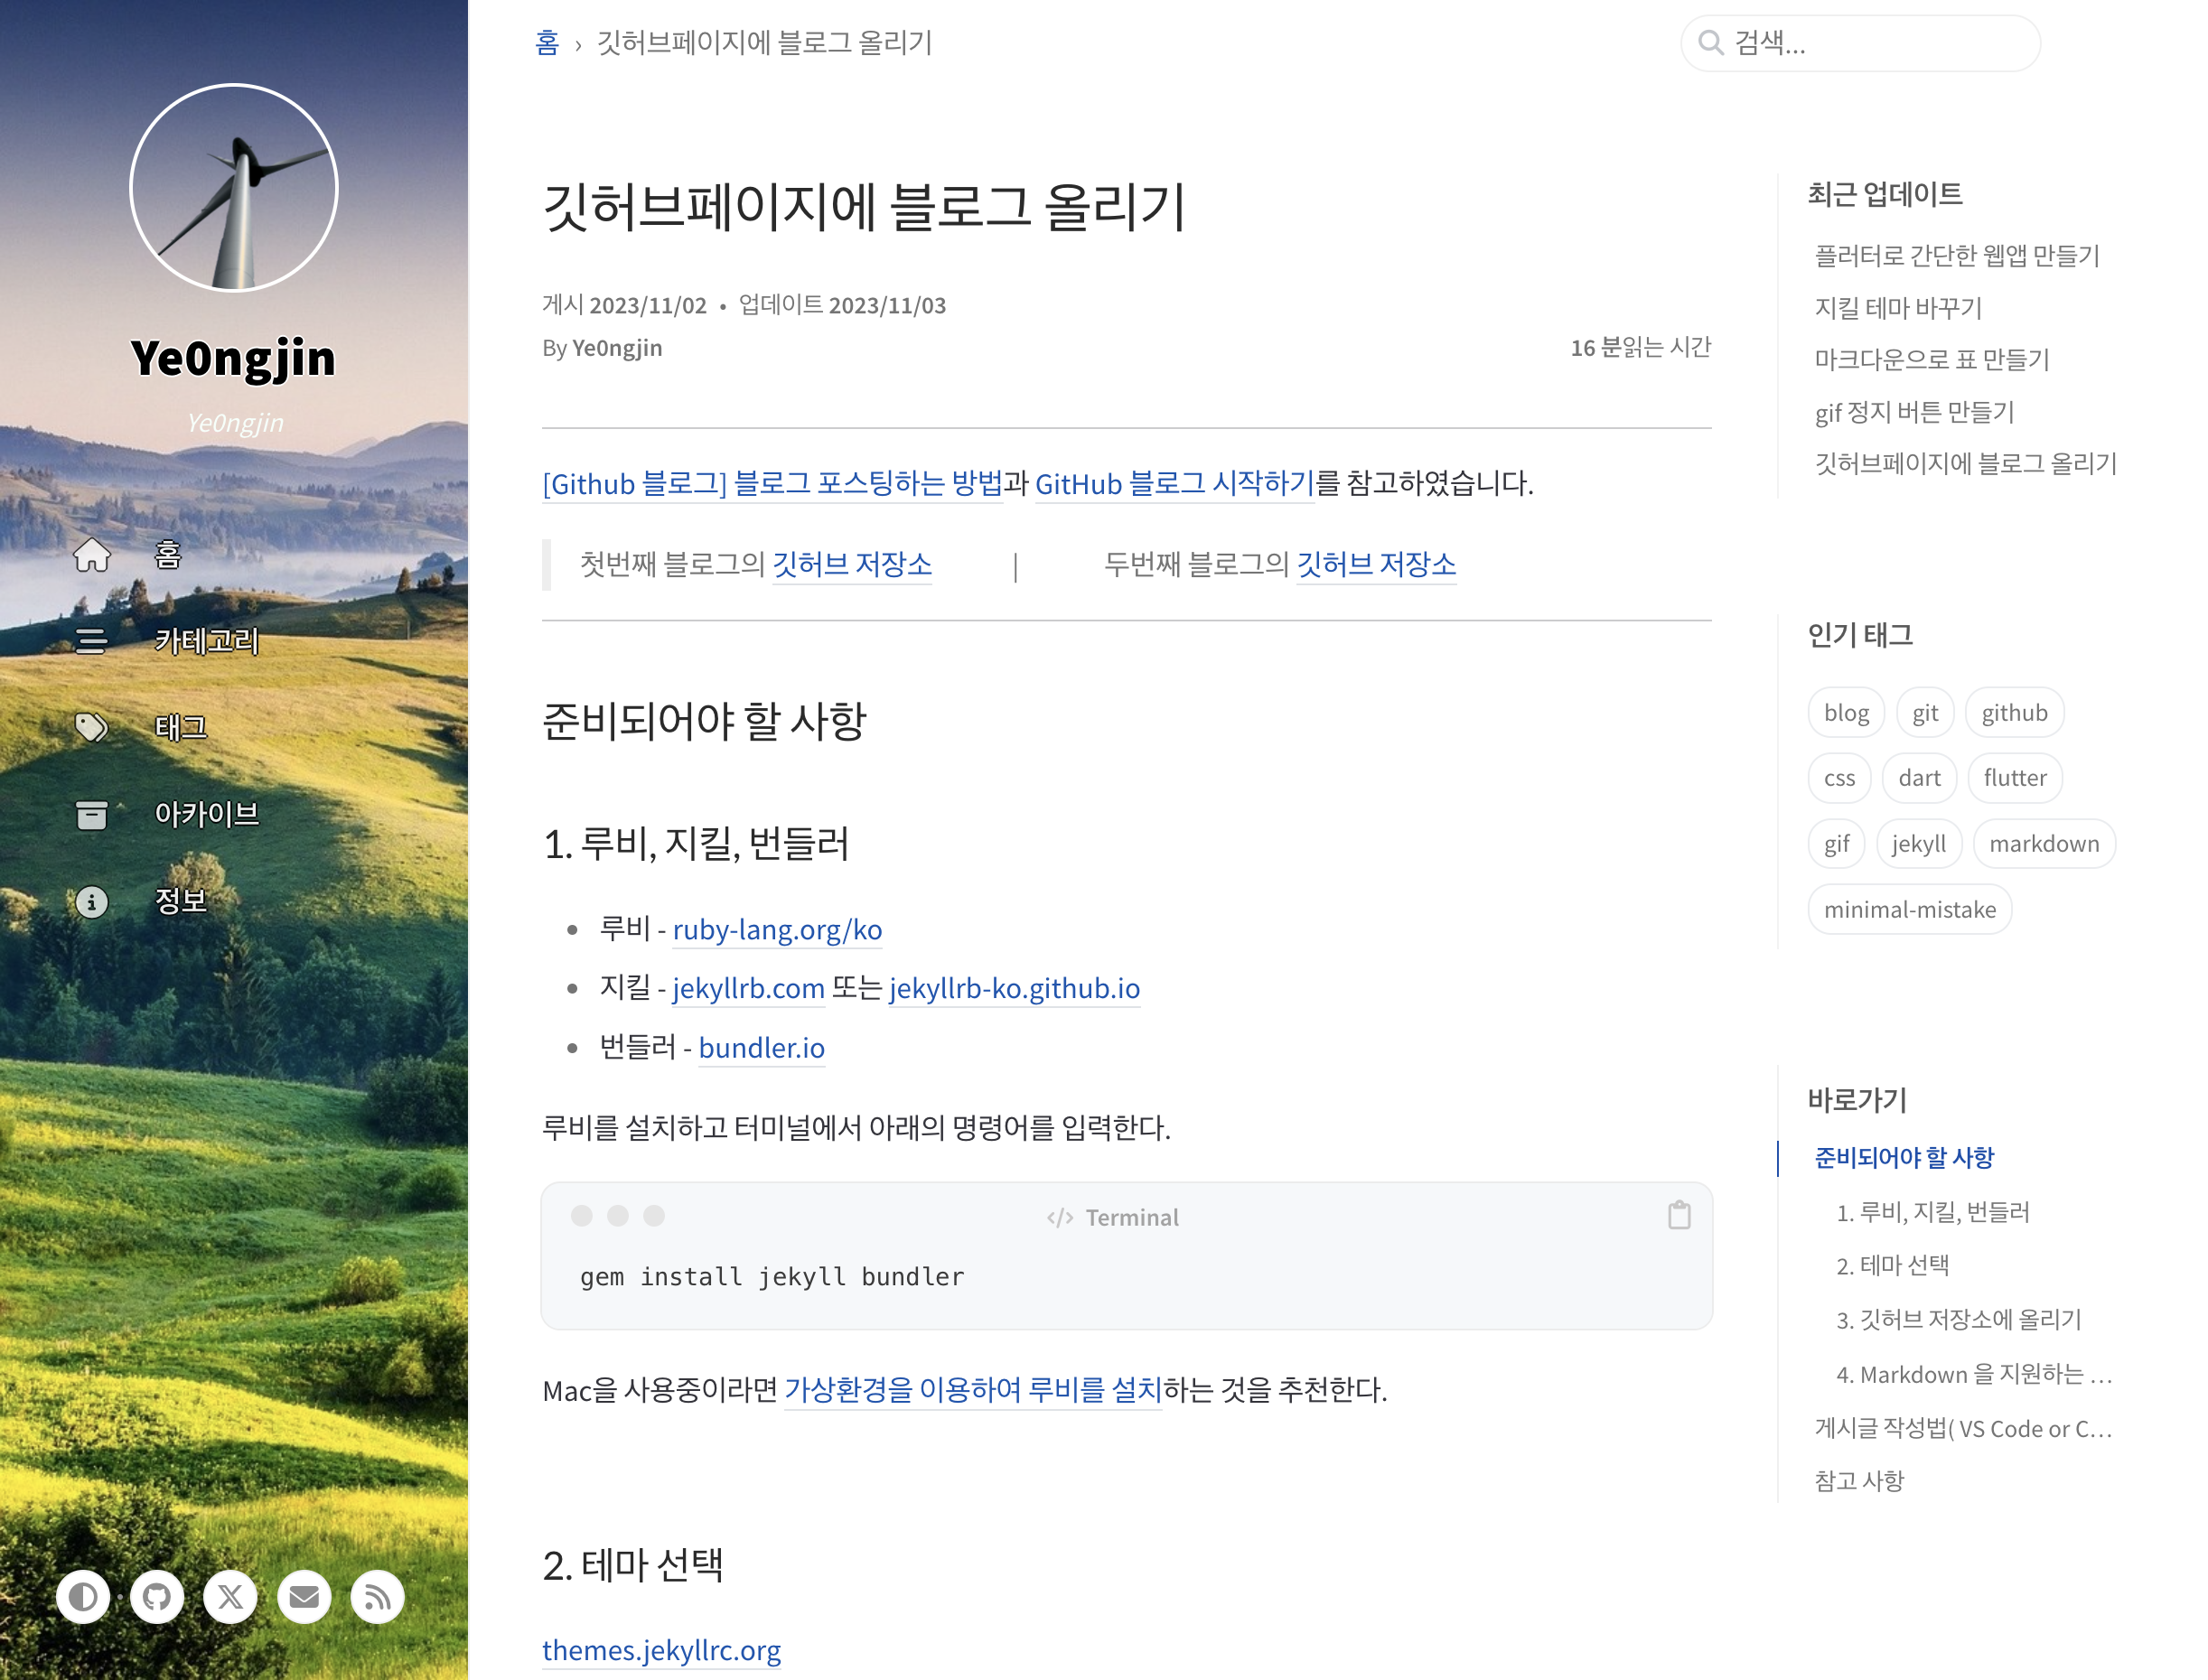 Ye0ngjin
Ye0ngjin
홈
카테고리
태그
아카이브
정보
홈 › 깃허브페이지에 블로그 올리기
검색...
깃허브페이지에 블로그 올리기
게시 2023/11/02 • 업데이트 2023/11/03
By Ye0ngjin
16 분읽는 시간
[Github 블로그] 블로그 포스팅하는 방법과 GitHub 블로그 시작하기를 참고하였습니다.
첫번째 블로그의 깃허브 저장소 | 두번째 블로그의 깃허브 저장소
준비되어야 할 사항
1. 루비, 지킬, 번들러
루비 - ruby-lang.org/ko
지킬 - jekyllrb.com 또는 jekyllrb-ko.github.io
번들러 - bundler.io
루비를 설치하고 터미널에서 아래의 명령어를 입력한다.
</> Terminal
gem install jekyll bundler
Mac을 사용중이라면 가상환경을 이용하여 루비를 설치하는 것을 추천한다.
2. 테마 선택
themes.jekyllrc.org
최근 업데이트
플러터로 간단한 웹앱 만들기
지킬 테마 바꾸기
마크다운으로 표 만들기
gif 정지 버튼 만들기
깃허브페이지에 블로그 올리기
인기 태그
blog git github
css dart flutter
gif jekyll markdown
minimal-mistake
바로가기
준비되어야 할 사항
1. 루비, 지킬, 번들러
2. 테마 선택
3. 깃허브 저장소에 올리기
4. Markdown 을 지원하는 ...
게시글 작성법( VS Code or C...
참고 사항